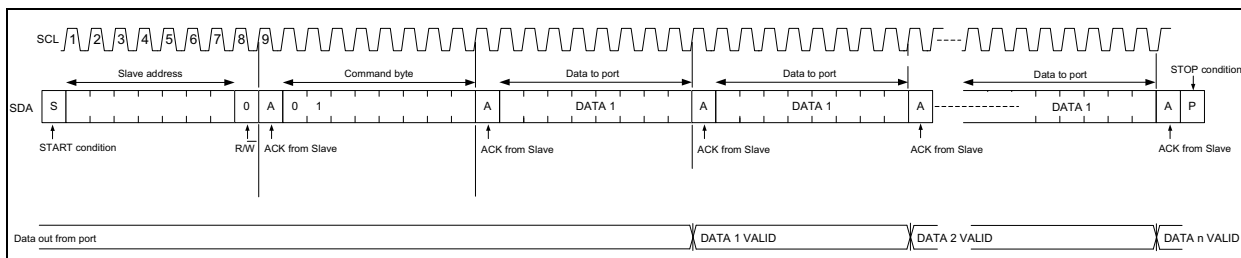 SCL 1 2 3 4 5 6 7 8 9
Slave address Command byte Data to port Data to port Data to port STOP condition
SDA S 0 A 0 1 A DATA 1 A DATA 1 A DATA 1 A P
START condition R/W ACK from Slave ACK from Slave ACK from Slave ACK from Slave ACK from Slave
Data out from port DATA 1 VALID DATA 2 VALID DATA n VALID